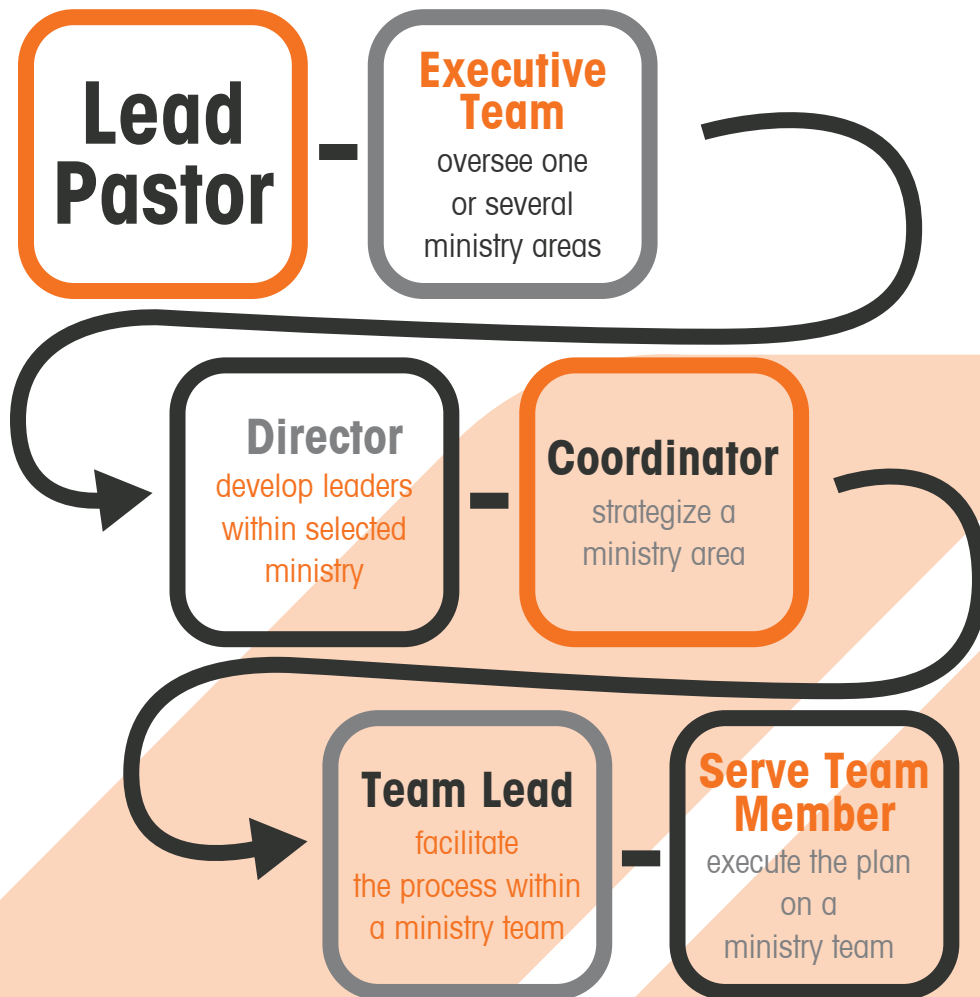 Lead
Pastor
Executive
Team
oversee one
or several
ministry areas
Director
develop leaders
within selected
ministry
Coordinator
strategize a
ministry area
Team Lead
facilitate
the process within
a ministry team
Serve Team
Member
execute the plan
on a
ministry team